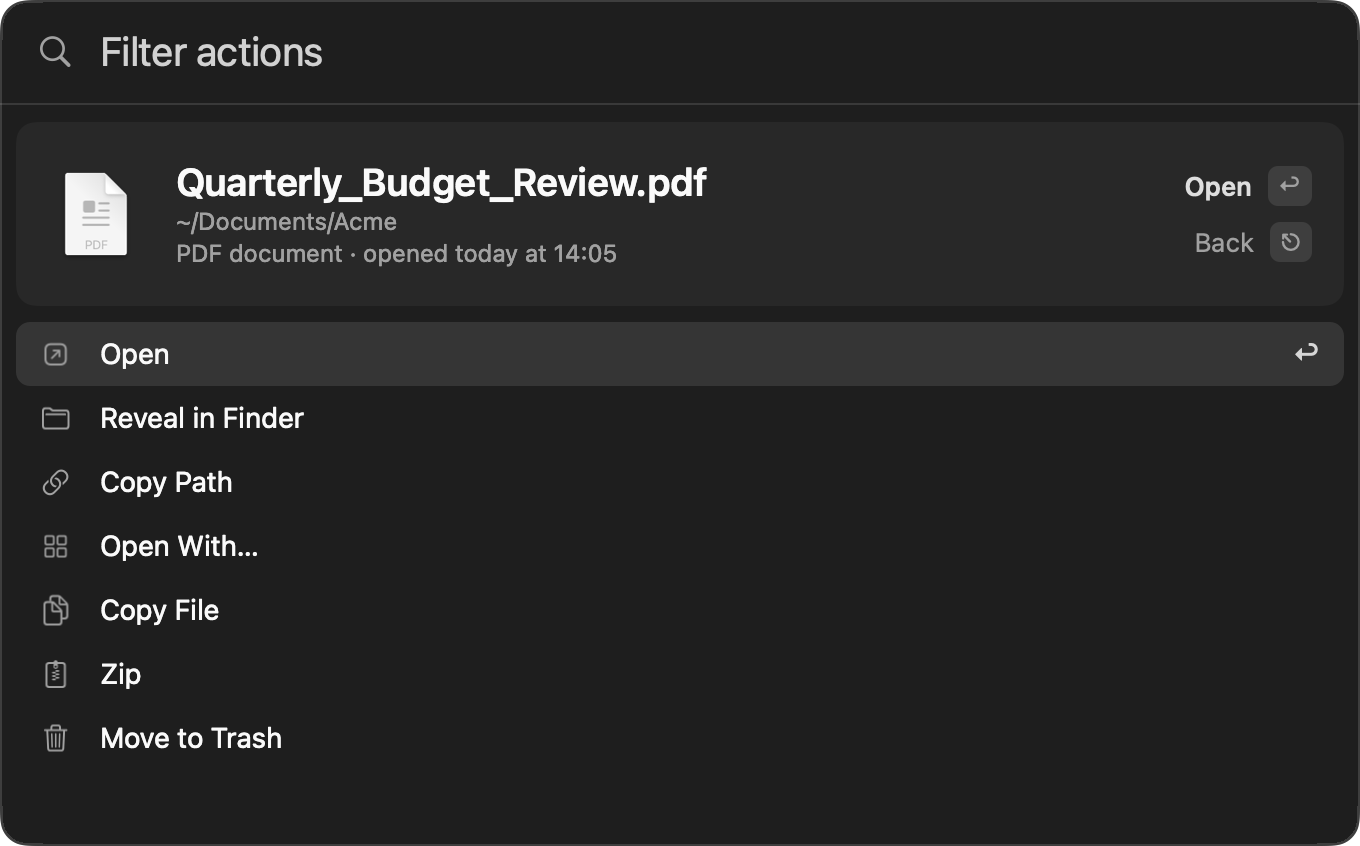 Filter actions
Quarterly_Budget_Review.pdf
~/Documents/Acme
PDF document · opened today at 14:05
PDF
Open
Back
Open
Reveal in Finder
Copy Path
Open With...
Copy File
Zip
Move to Trash